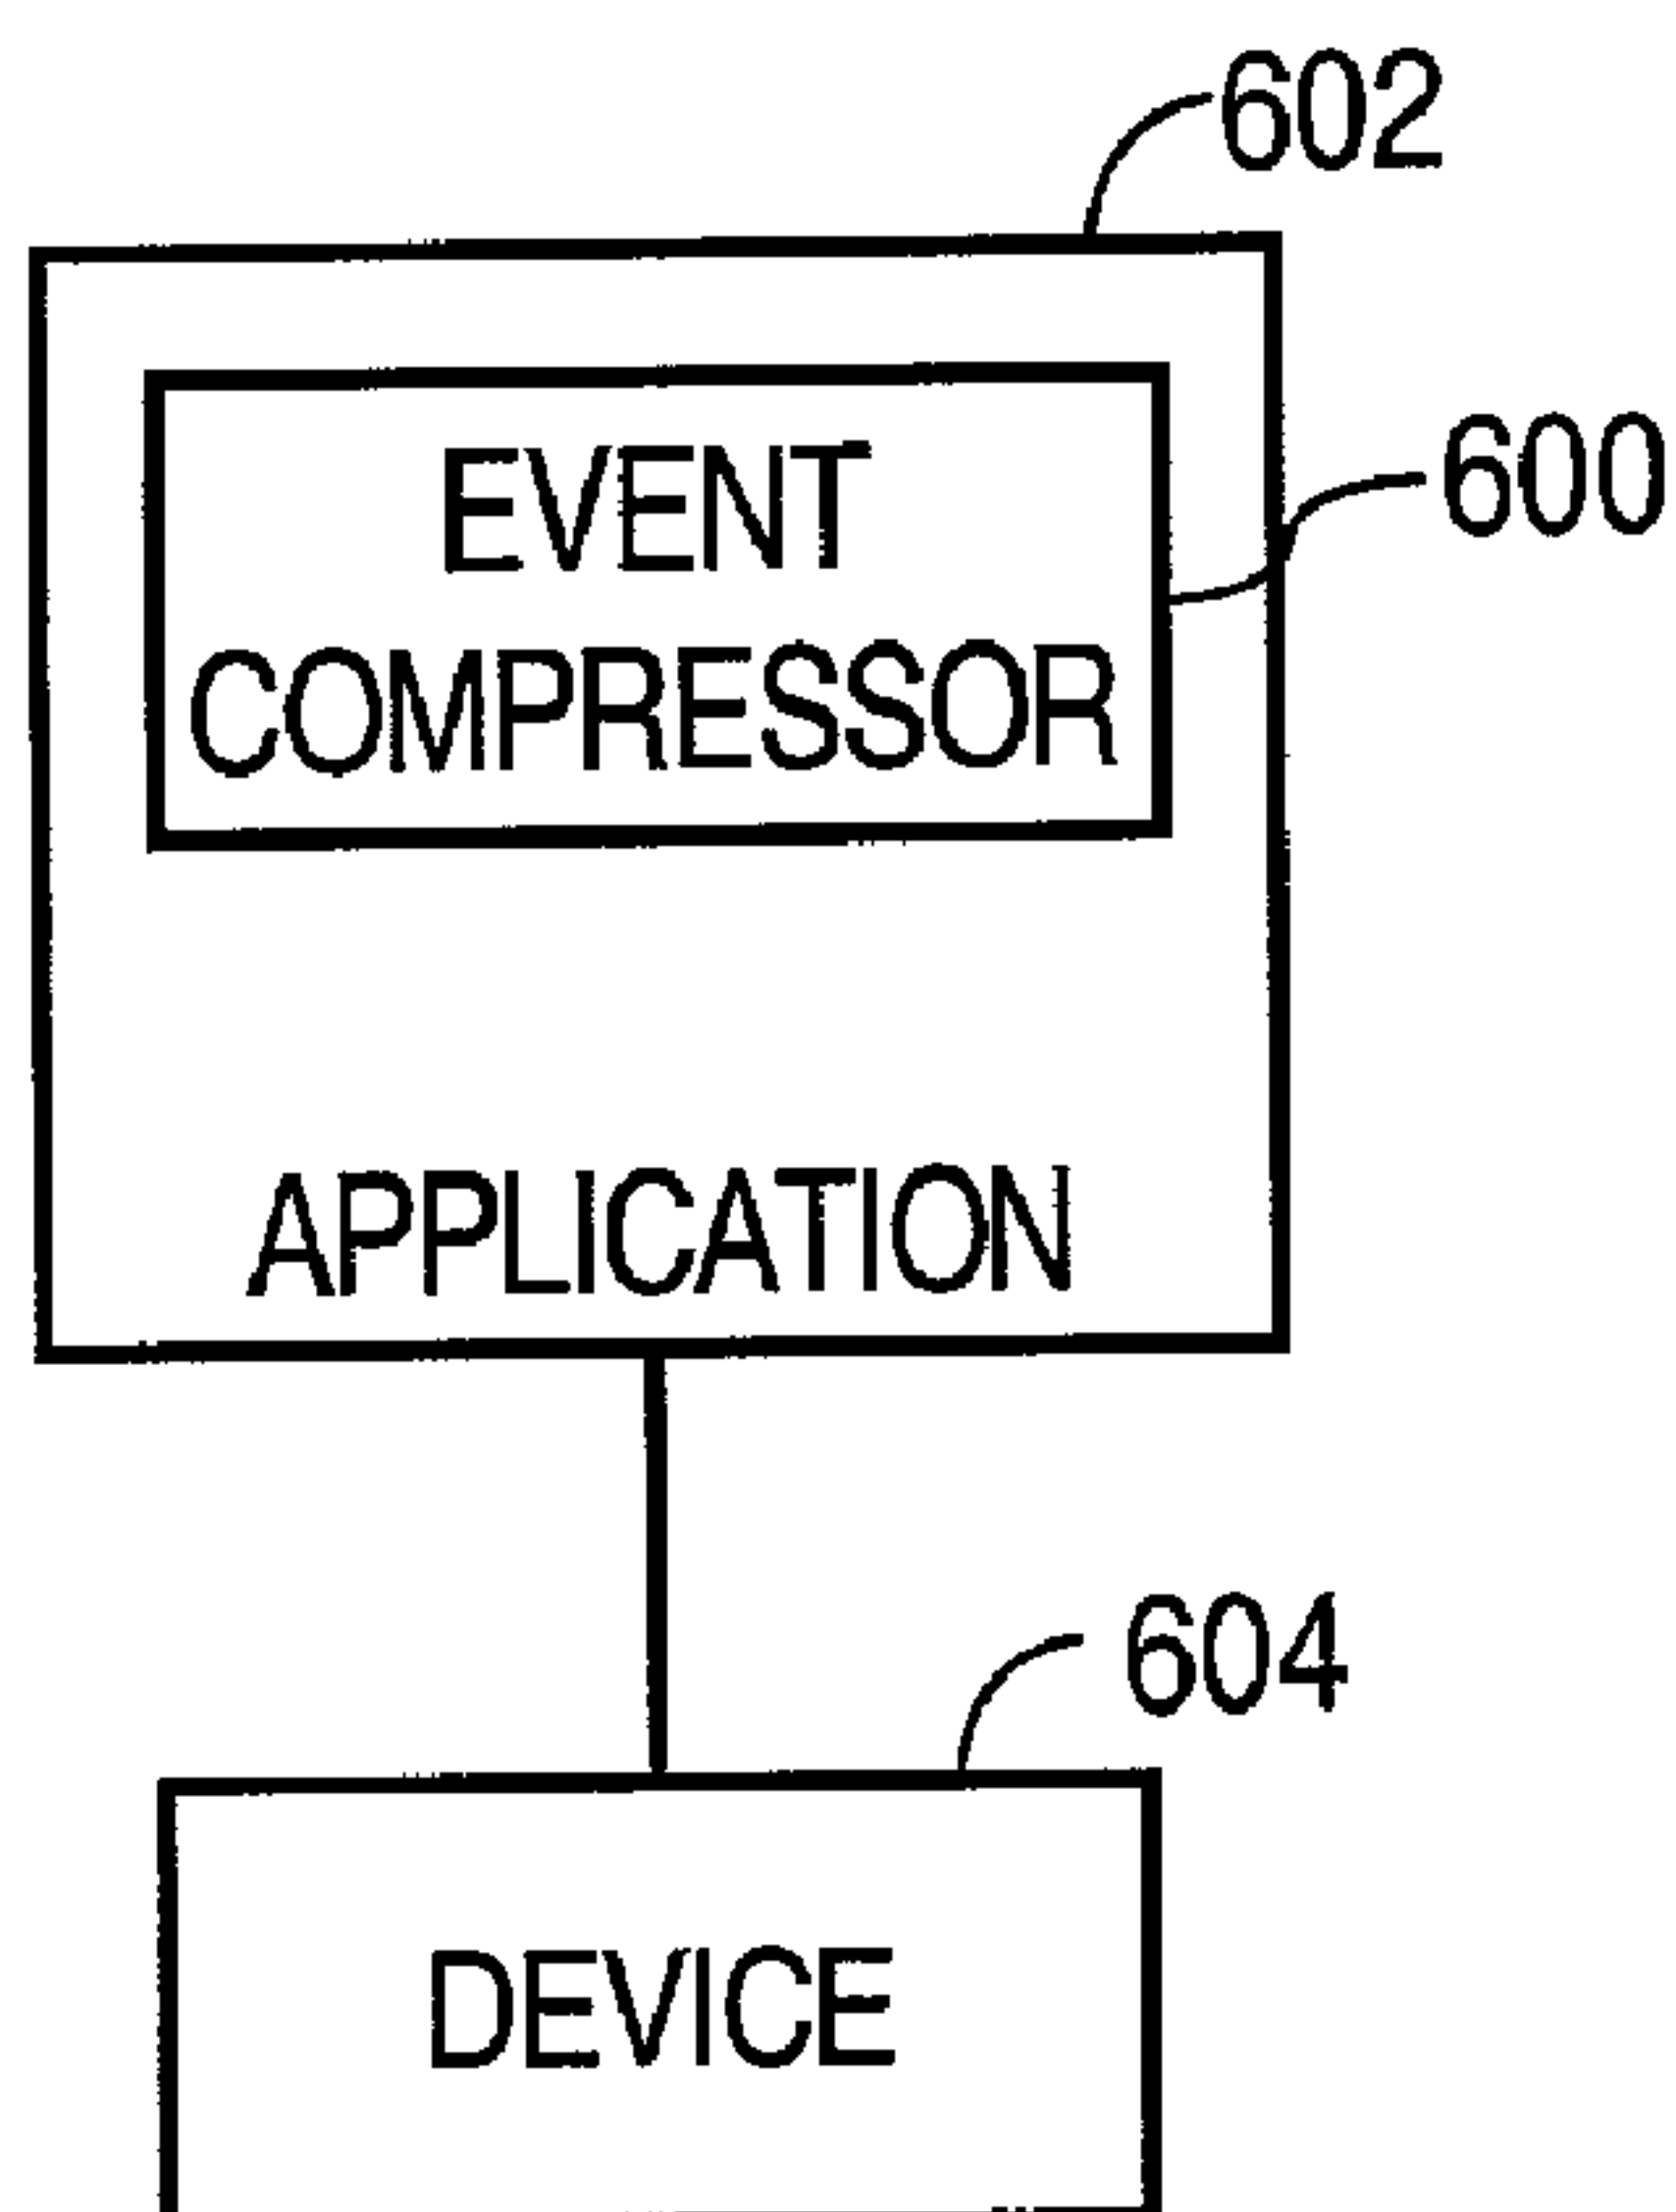 602
600
EVENT
COMPRESSOR
APPLICATION
604
DEVICE